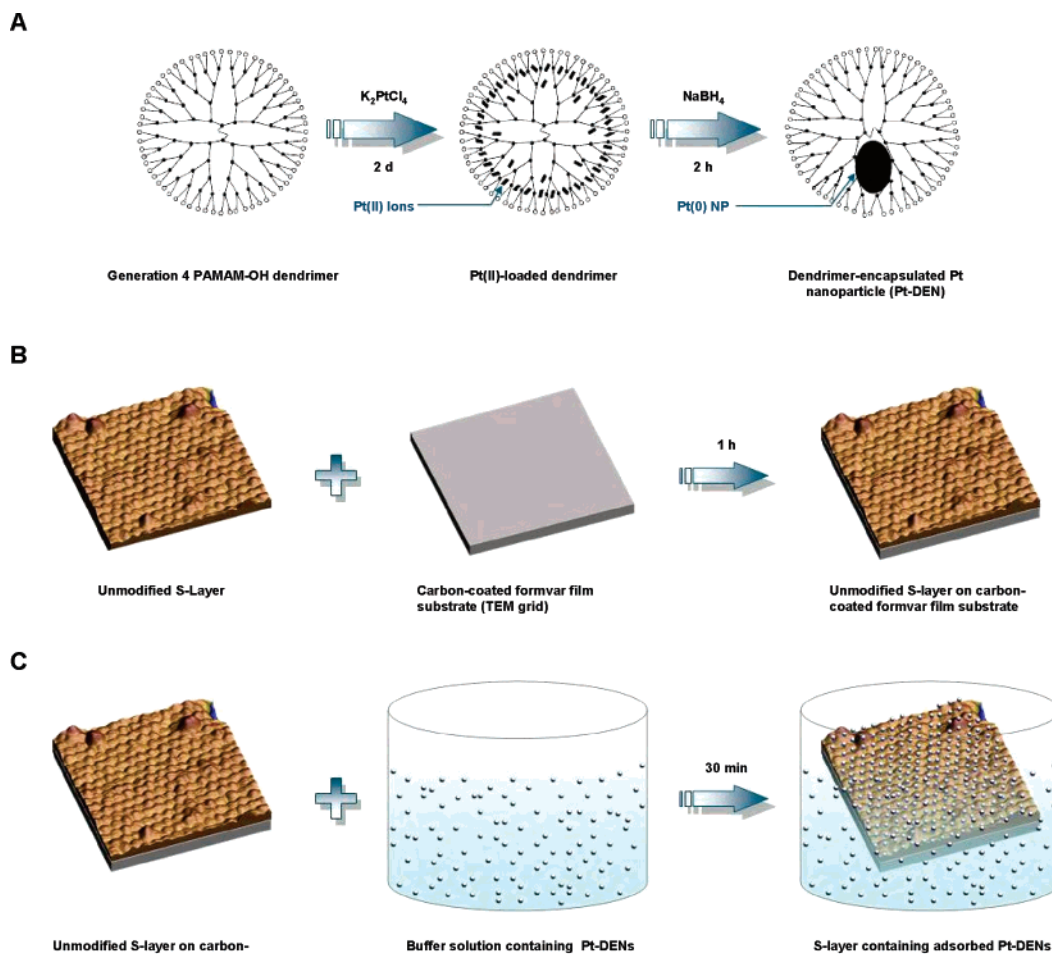 A
K₂PtCl₄
2 d
Pt(II) Ions
NaBH₄
2 h
Pt(0) NP
Generation 4 PAMAM-OH dendrimer
Pt(II)-loaded dendrimer
Dendrimer-encapsulated Pt
nanoparticle (Pt-DEN)
B
1 h
Unmodified S-Layer
Carbon-coated formvar film
substrate (TEM grid)
Unmodified S-layer on carbon-
coated formvar film substrate
C
30 min
Unmodified S-layer on carbon-
Buffer solution containing Pt-DENs
S-layer containing adsorbed Pt-DENs